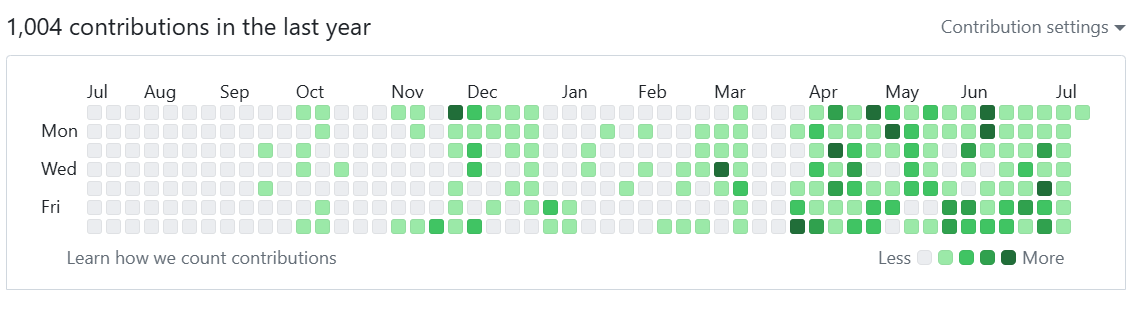 1,004 contributions in the last year
Contribution settings
Jul Aug Sep Oct Nov Dec Jan Feb Mar Apr May Jun Jul
Mon
Wed
Fri
Learn how we count contributions
Less More